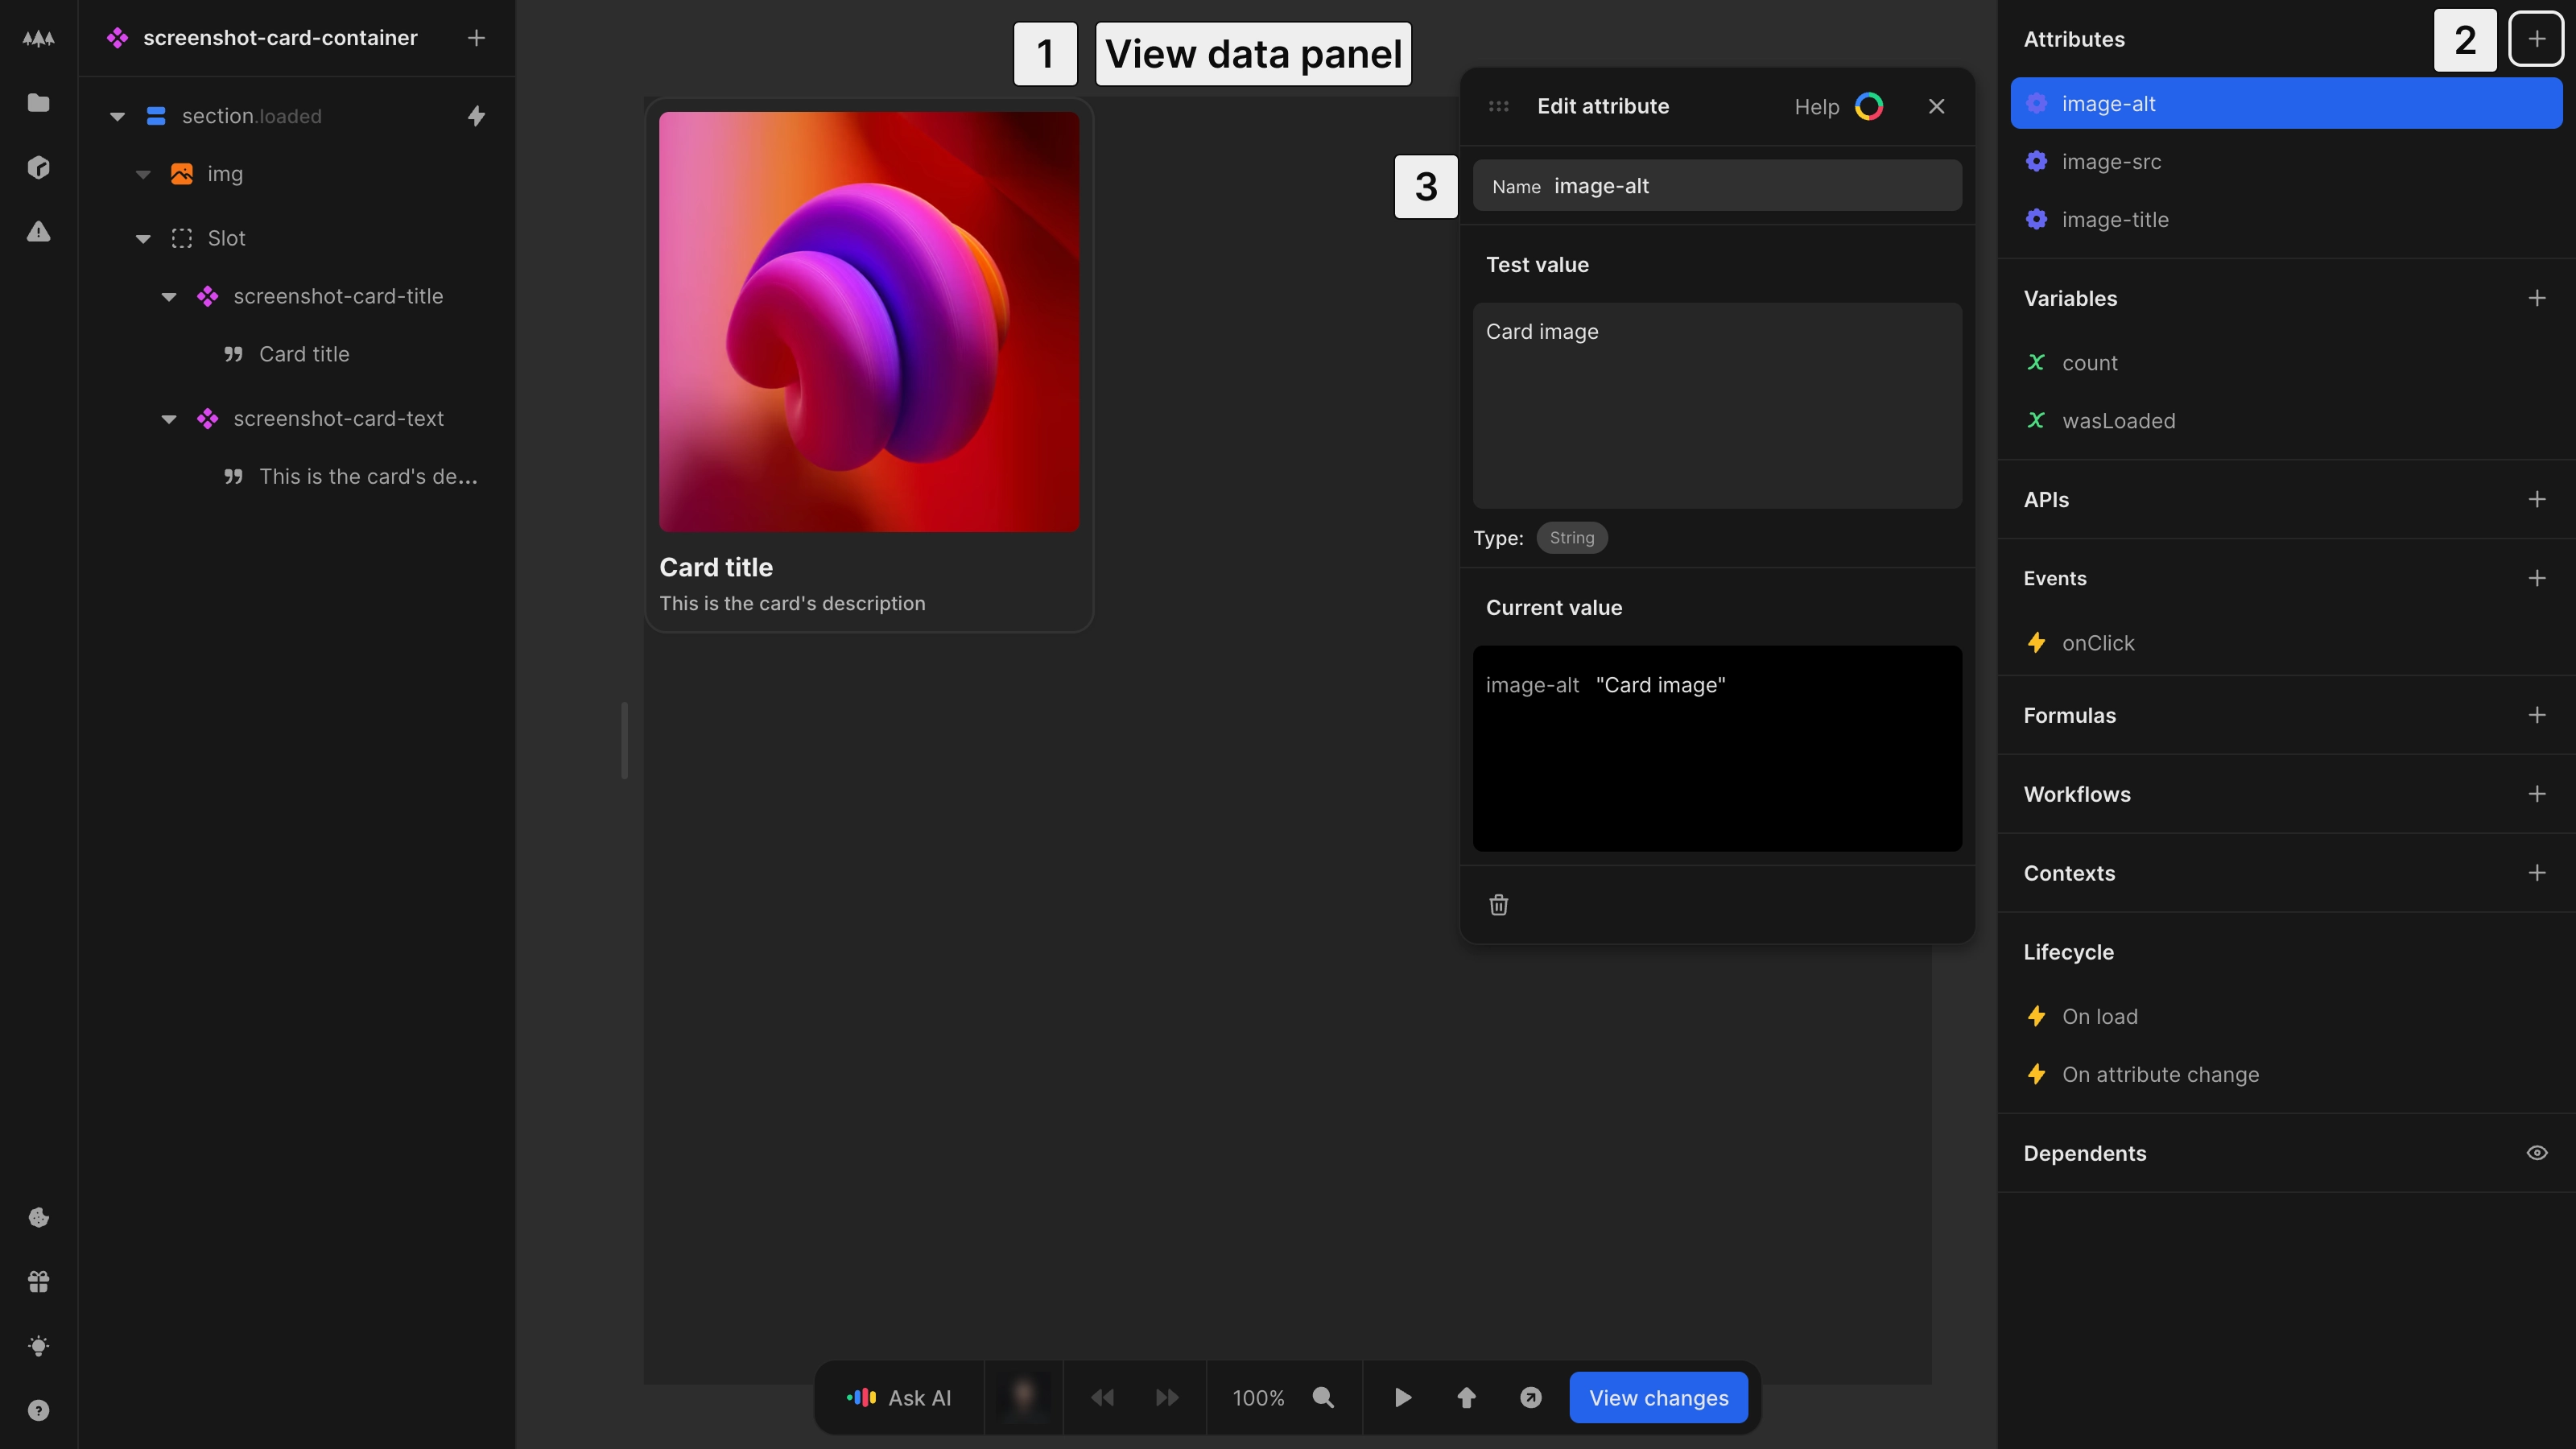 screenshot-card-container
section.loaded
img
Slot
screenshot-card-title
Card title
screenshot-card-text
This is the card's de...
1 View data panel
Card title
This is the card's description
Edit attribute Help
3
Name image-alt
Test value
Card image
Type: String
Current value
image-alt "Card image"
Ask AI 100% View changes
Attributes 2
image-alt
image-src
image-title
Variables
count
wasLoaded
APIs
Events
onClick
Formulas
Workflows
Contexts
Lifecycle
On load
On attribute change
Dependents